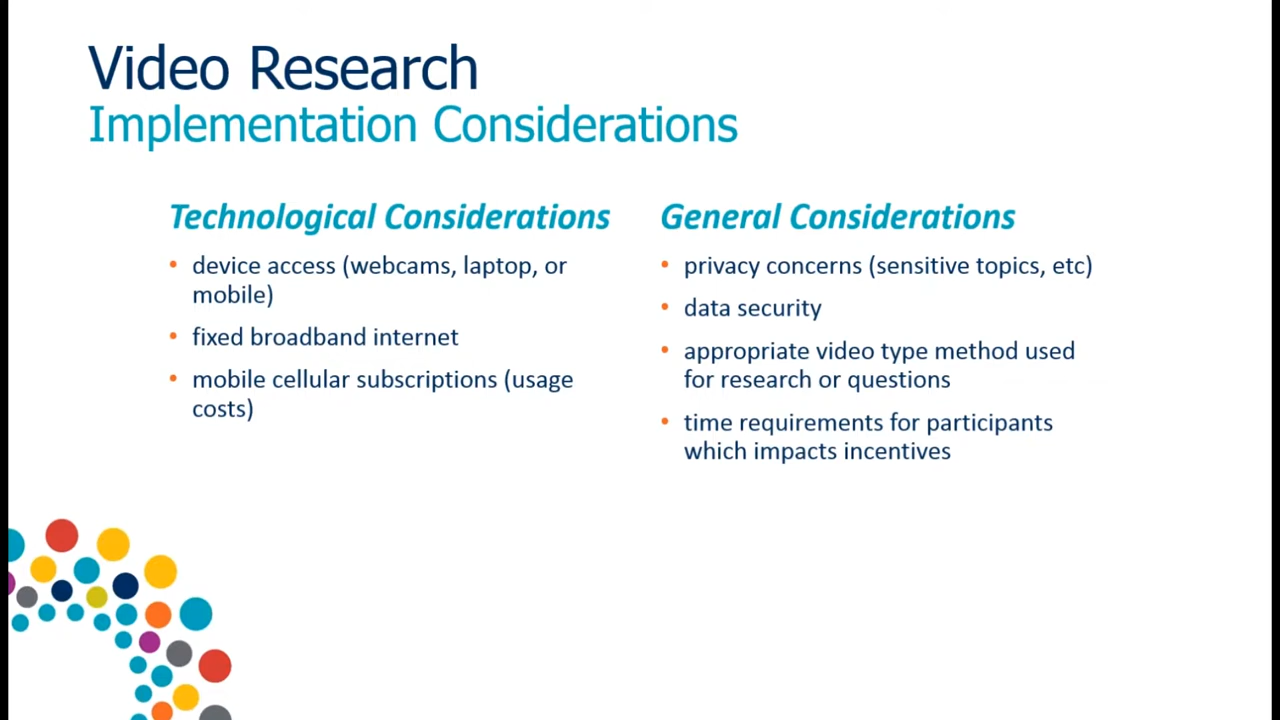 Video Research
Implementation Considerations
Technological Considerations
• device access (webcams, laptop, or
mobile)
• fixed broadband internet
• mobile cellular subscriptions (usage
costs)
General Considerations
• privacy concerns (sensitive topics, etc)
• data security
• appropriate video type method used
for research or questions
• time requirements for participants
which impacts incentives